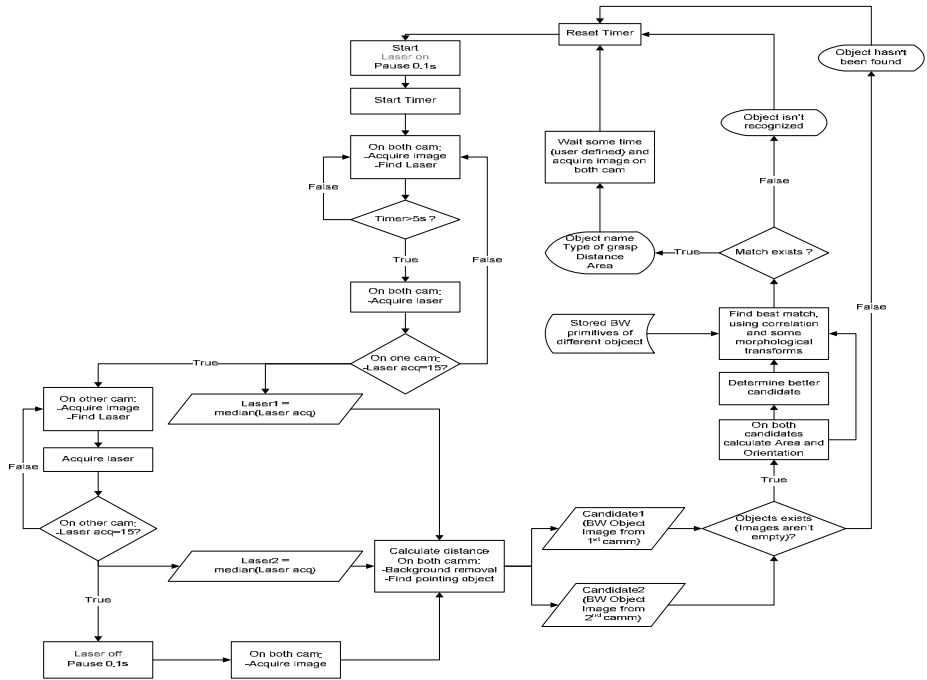 Reset Timer
Object hasn't
been found
Start
Laser on
Pause 0.1s
Start Timer
Object isn't
recognized
On both cam:
-Acquire image
-Find Laser
Wait some time
(user defined) and
acquire image on
both cam
False
False
Timer>5s ?
Object name
Type of grasp
Distance
Area
True
Match exists ?
True
False
On both cam:
-Acquire laser
False
Stored BW
primitives of
different objcect
Find best match,
using correlation
and some
morphological
transforms
On one cam:
-Laser acq=15?
True
Determine better
candidate
On other cam:
-Acquire image
-Find Laser
Laser1 =
median(Laser acq)
On both
candidates
calculate Area and
Orientation
Acquire laser
False
True
On other cam:
-Laser acq=15?
Candidate1
(BW Object
Image from
1st camm)
Objects exists
(Images aren't
empty)?
Laser2 =
median(Laser acq)
Calculate distance
On both camm:
-Background removal
-Find pointing object
True
Candidate2
(BW Object
Image from
2nd camm)
Laser off
Pause 0.1s
On both cam:
-Acquire image